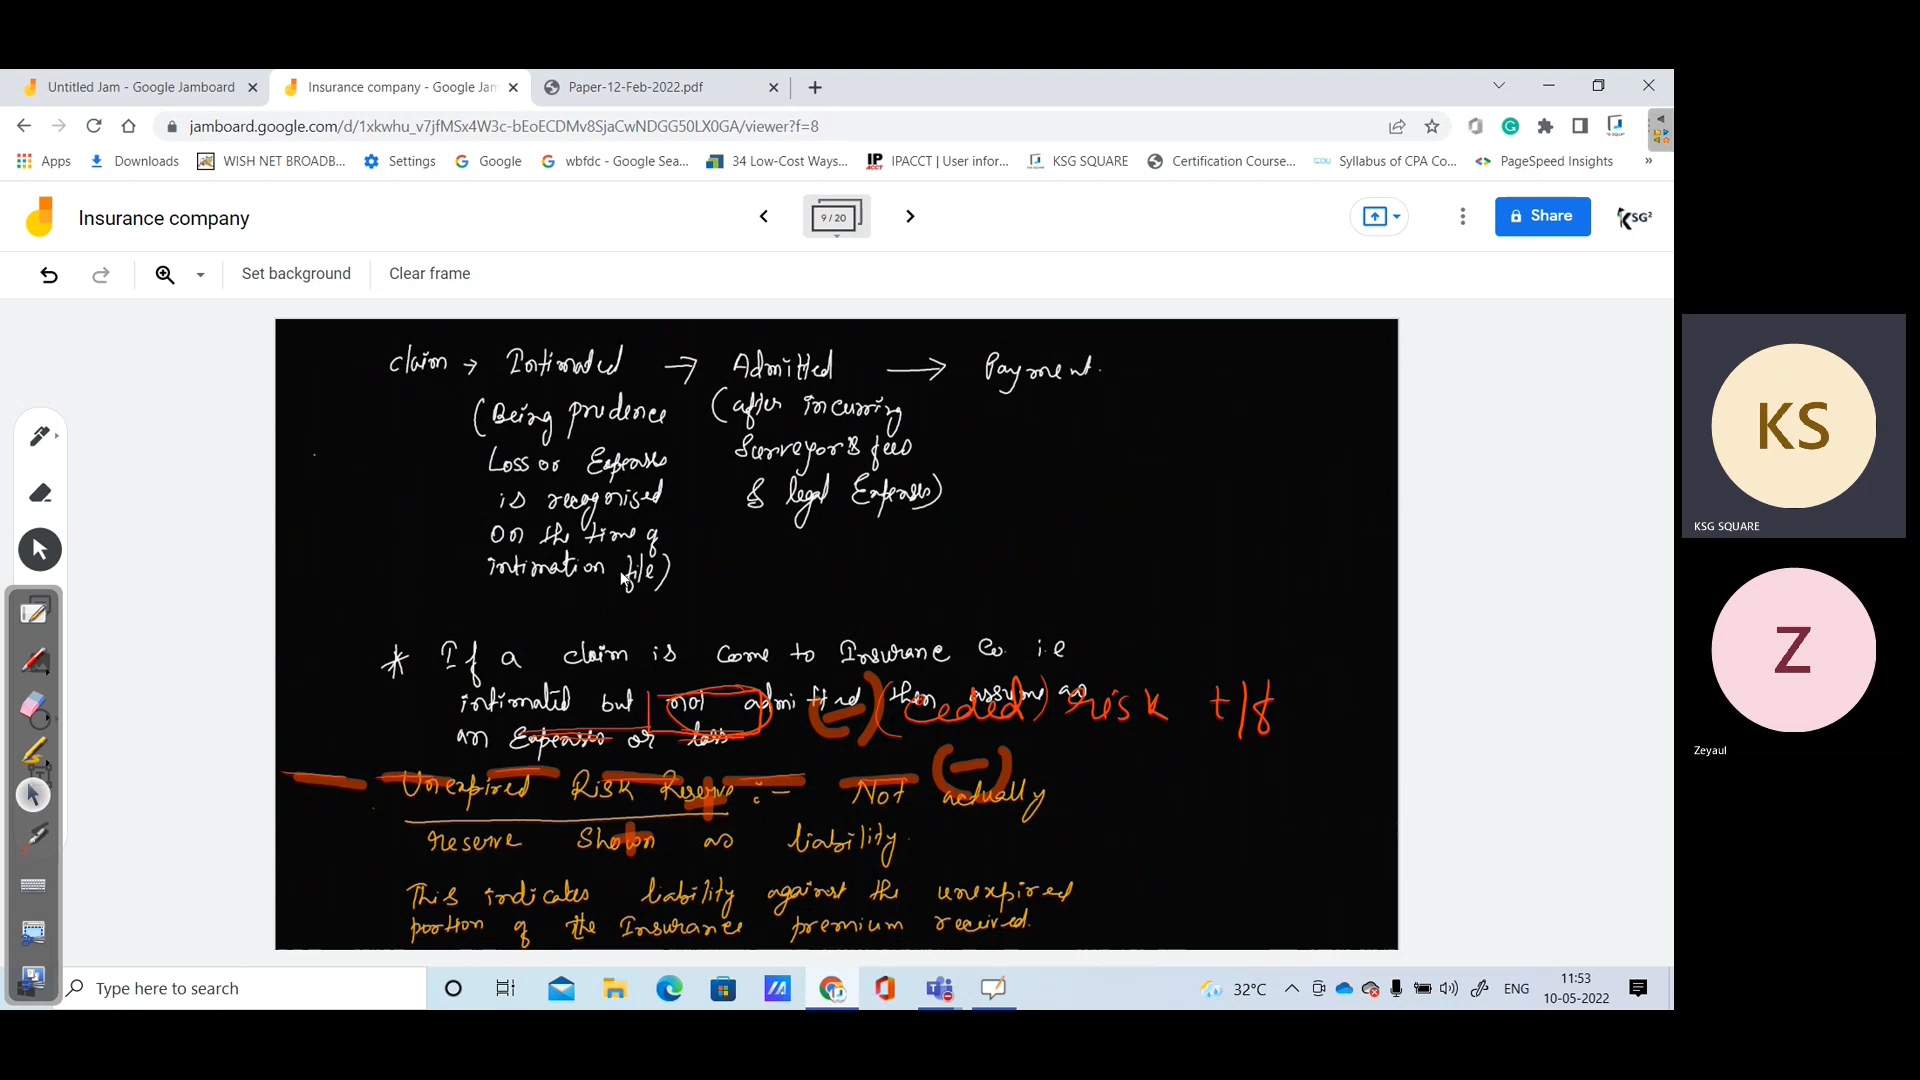 Untitled Jam - Google Jamboard
Insurance company - Google Jam
Paper-12-Feb-2022.pdf
jamboard.google.com/d/1xkwhu_v7jfMSx4W3c-bEoECDMv8SjaCwNDGG50LX0GA/viewer?f=8
Apps Downloads WISH NET BROADB... Settings Google wbfdc - Google Sea... 34 Low-Cost Ways... IPACCT | User infor... KSG SQUARE Certification Course... Syllabus of CPA Co... PageSpeed Insights »
Insurance company
9 / 20
Share
KSG²
Set background Clear frame
claim → Intimated → Admitted → Payment.
(Being prudence (after incurring
Loss or Expenses Surveyor's fees
is recognised & legal Expenses)
on the time of
intimation file)
* If a claim is come to Insurane Co. i.e
intimated but not admitted then assume as
(-) (ceded) risk t/f
an Expenses or loss
(-)
Unexpired Risk Reserve :- Not actually
reserve Shown as liability.
This indicates liability against the unexpired
portion of the Insurance premium received.
KS
KSG SQUARE
Z
Zeyaul
Type here to search
32°C
ENG
11:53
10-05-2022